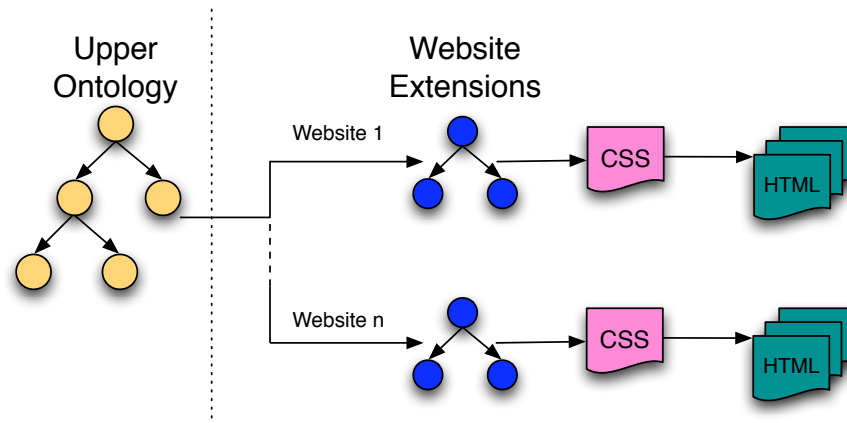 Upper
Ontology
Website
Extensions
Website 1
CSS
HTML
Website n
CSS
HTML